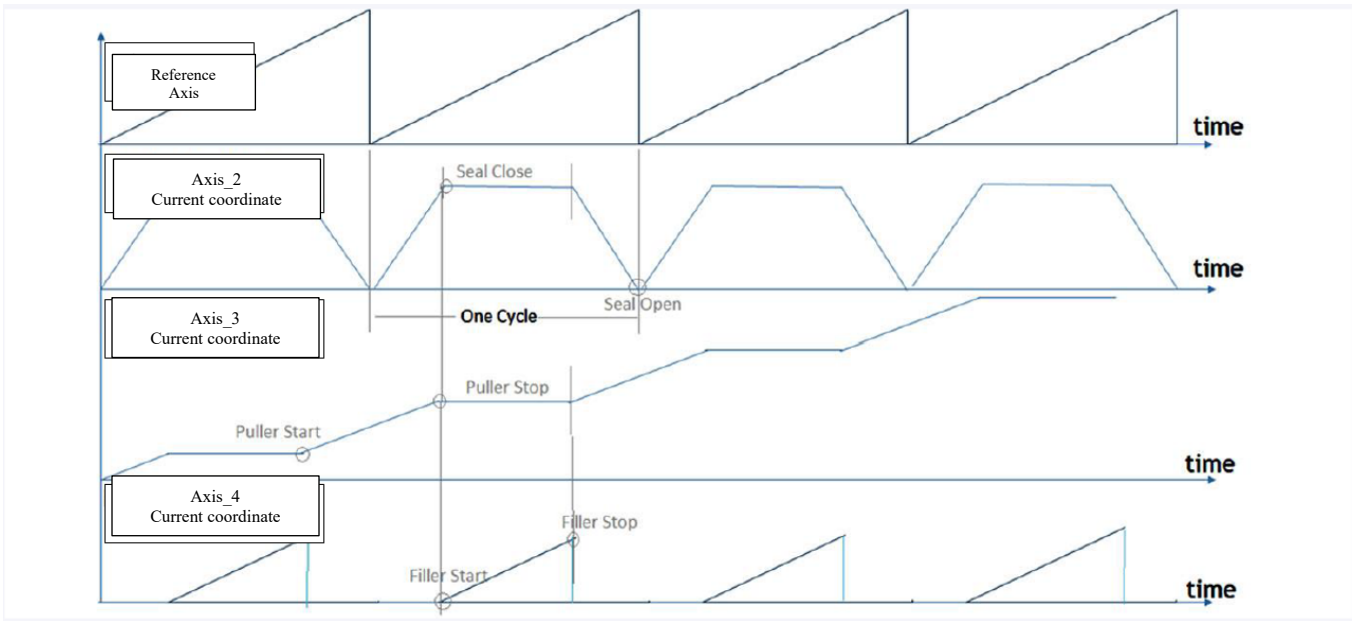 Reference
Axis
time
Axis_2
Current coordinate
Seal Close
time
Seal Open
One Cycle
Axis_3
Current coordinate
Puller Stop
Puller Start
time
Axis_4
Current coordinate
Filler Stop
Filler Start
time